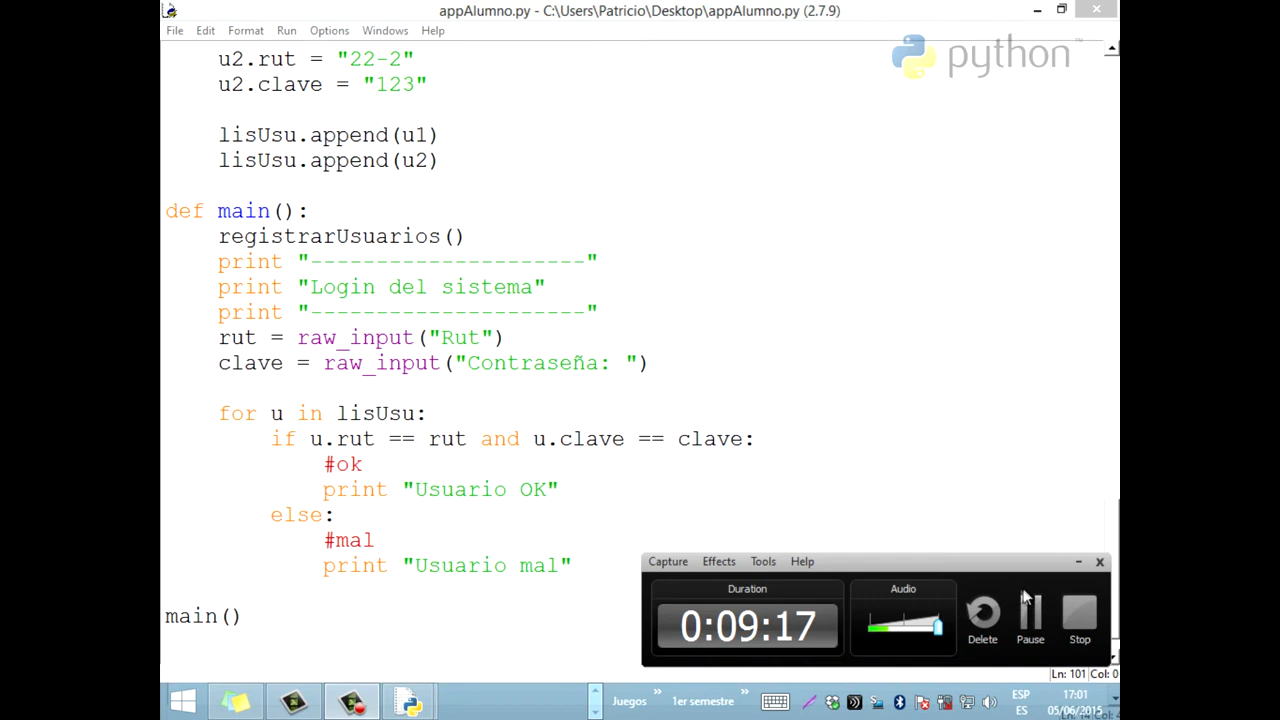 appAlumno.py - C:\Users\Patricio\Desktop\appAlumno.py (2.7.9)
File Edit Format Run Options Windows Help
python™
u2.rut = "22-2"
u2.clave = "123"
lisUsu.append(u1)
lisUsu.append(u2)
def main():
registrarUsuarios()
print "---------------------"
print "Login del sistema"
print "---------------------"
rut = raw_input("Rut")
clave = raw_input("Contraseña: ")
for u in lisUsu:
if u.rut == rut and u.clave == clave:
#ok
print "Usuario OK"
else:
#mal
print "Usuario mal"
main()
Capture Effects Tools Help
Duration
0:09:17
Audio
Delete Pause Stop
Ln: 101 Col: 0
Juegos » 1er semestre » ESP ES 17:01 05/06/2015